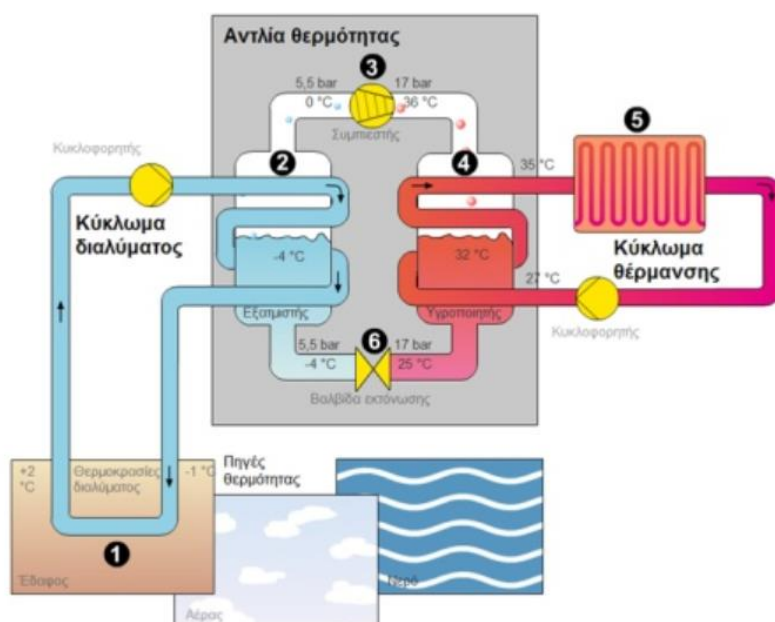 Αντλία θερμότητας
3
5,5 bar
17 bar
0 °C
36 °C
Συμπιεστής
5
Κυκλοφορητής
2
4
35 °C
Κύκλωμα
διαλύματος
Κύκλωμα
θέρμανσης
-4 °C
32 °C
27 °C
Εξατμιστής
Υγροποιητής
Κυκλοφορητής
5,5 bar
6
17 bar
-4 °C
25 °C
Βαλβίδα εκτόνωσης
+2
°C
Θερμοκρασίες
διαλύματος
-1 °C
Πηγές
θερμότητας
1
Έδαφος
Αέρας
Νερό